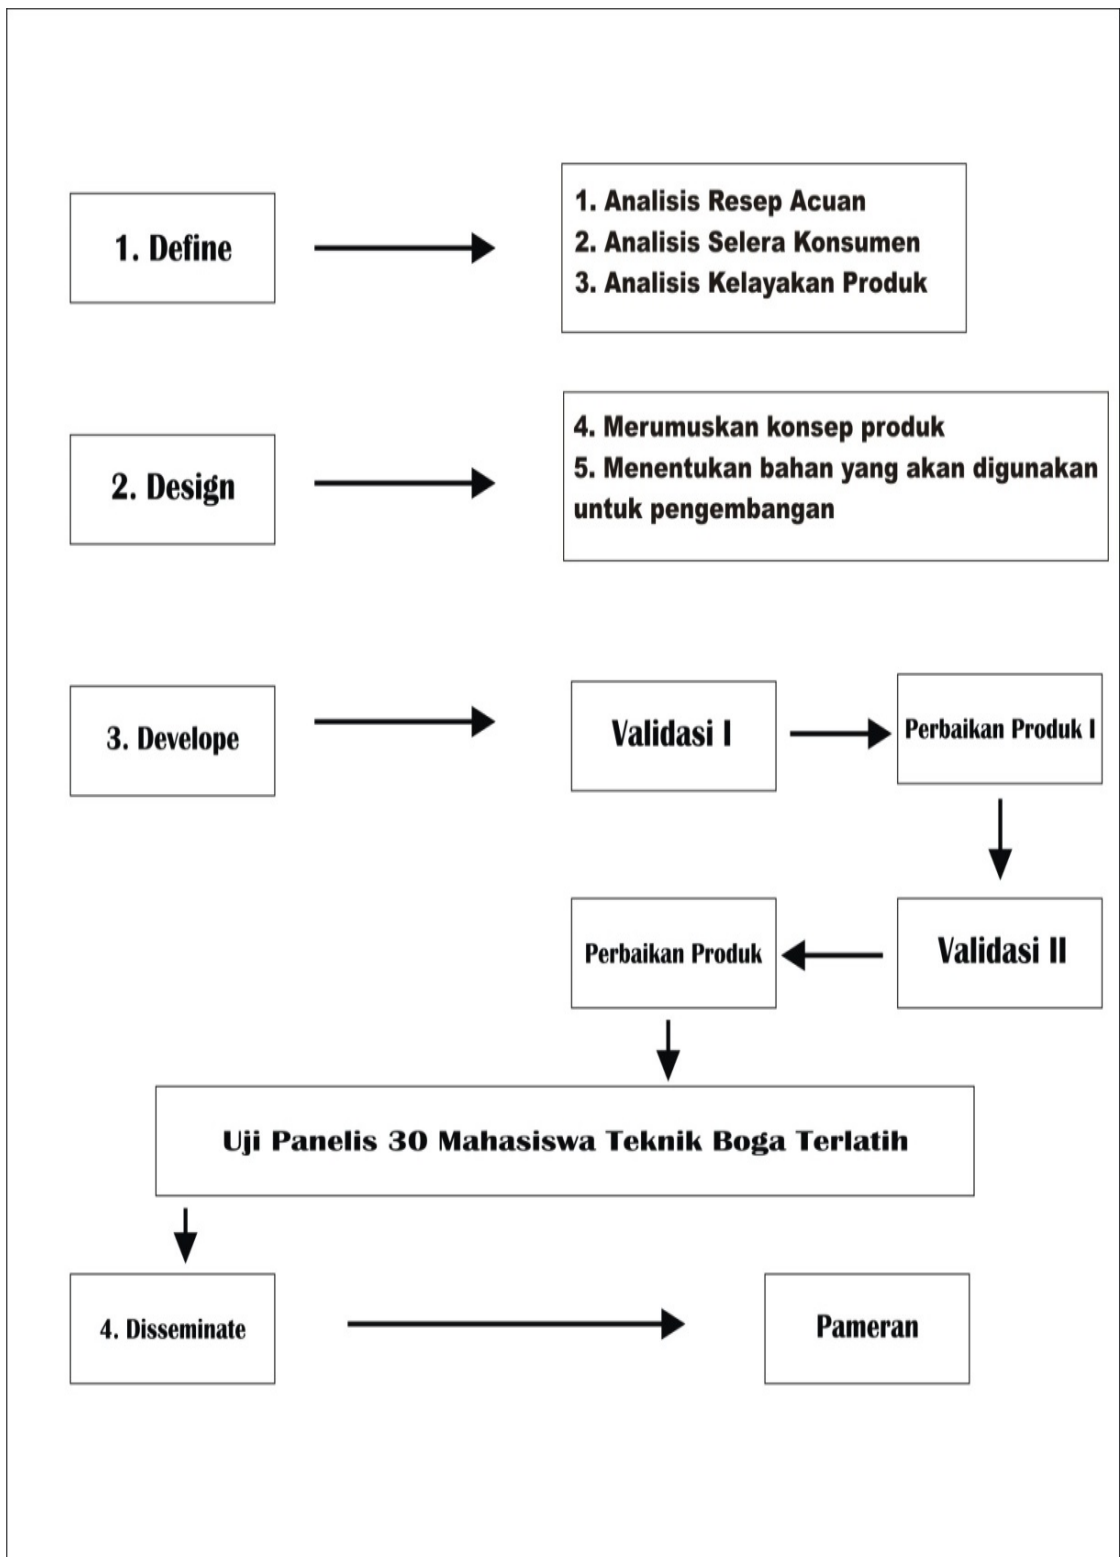 1. Define
1. Analisis Resep Acuan
2. Analisis Selera Konsumen
3. Analisis Kelayakan Produk
2. Design
4. Merumuskan konsep produk
5. Menentukan bahan yang akan digunakan
untuk pengembangan
3. Develope
Validasi I
Perbaikan Produk I
Perbaikan Produk
Validasi II
Uji Panelis 30 Mahasiswa Teknik Boga Terlatih
4. Disseminate
Pameran